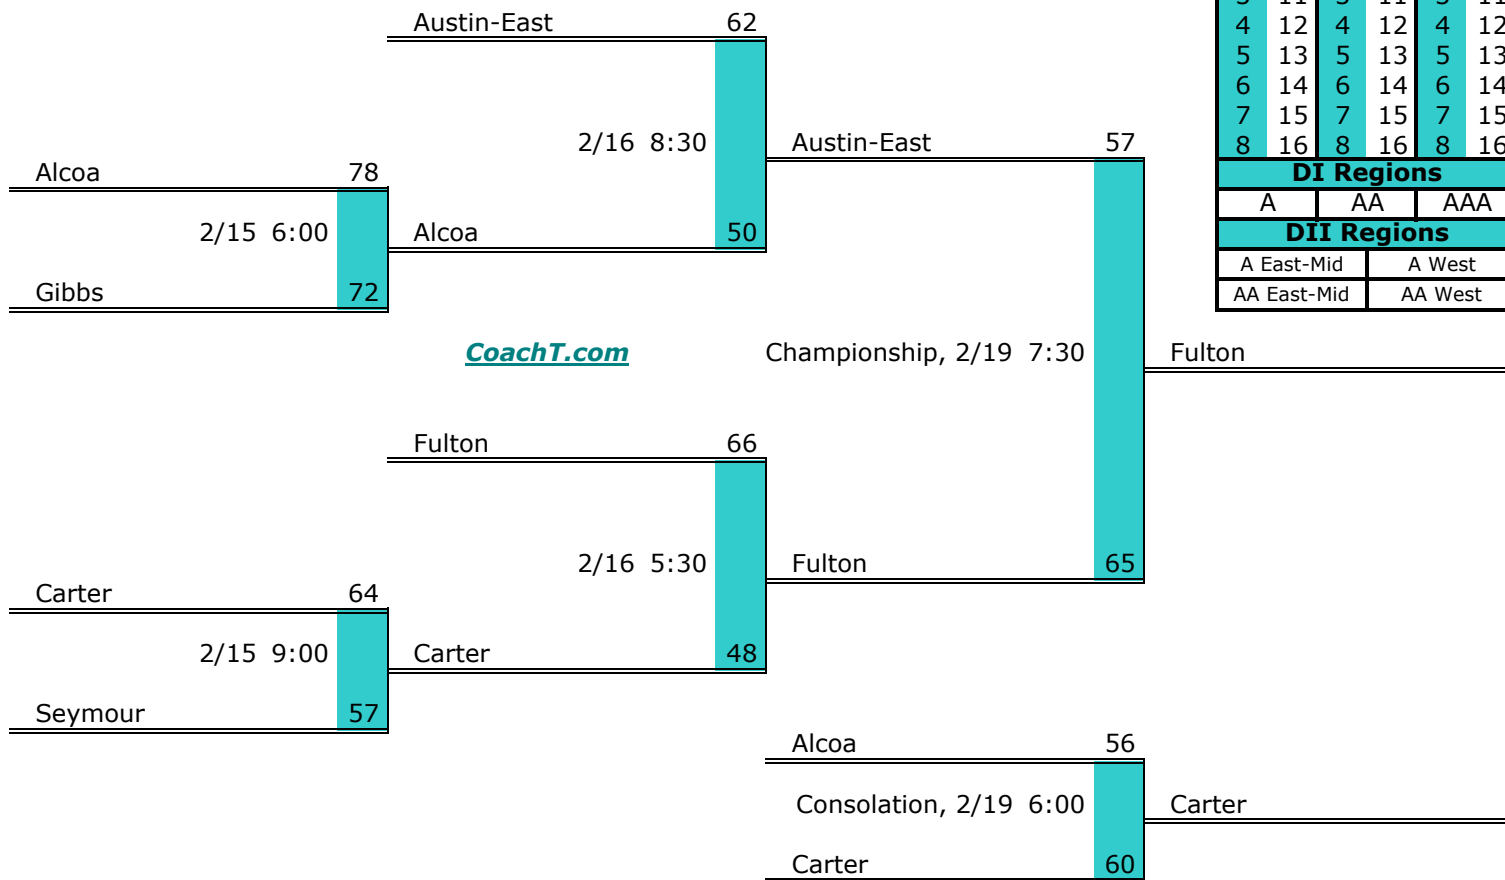 Austin-East 62
4 12 4 12 4 12
5 13 5 13 5 13
6 14 6 14 6 14
7 15 7 15 7 15
8 16 8 16 8 16
2/16 8:30 Austin-East 57
Alcoa 78
DI Regions
A AA AAA
2/15 6:00 Alcoa 50
DII Regions
A East-Mid A West
Gibbs 72
AA East-Mid AA West
CoachT.com Championship, 2/19 7:30 Fulton
Fulton 66
2/16 5:30 Fulton 65
Carter 64
2/15 9:00 Carter 48
Seymour 57
Alcoa 56
Consolation, 2/19 6:00 Carter
Carter 60